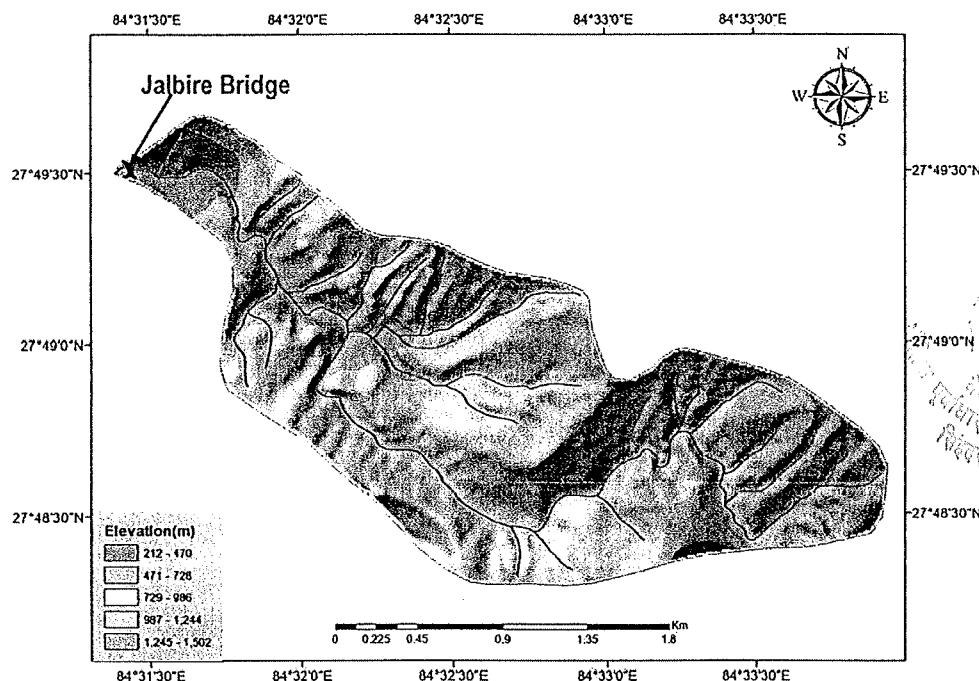 84°31'30"E 84°32'0"E 84°32'30"E 84°33'0"E 84°33'30"E
Jalbire Bridge
N
W E
S
27°49'30"N 27°49'30"N
27°49'0"N 27°49'0"N
27°48'30"N 27°48'30"N
Elevation(m)
212 - 470
471 - 728
729 - 986
987 - 1,244
1,245 - 1,502
Km
0 0.225 0.45 0.9 1.35 1.8
84°31'30"E 84°32'0"E 84°32'30"E 84°33'0"E 84°33'30"E